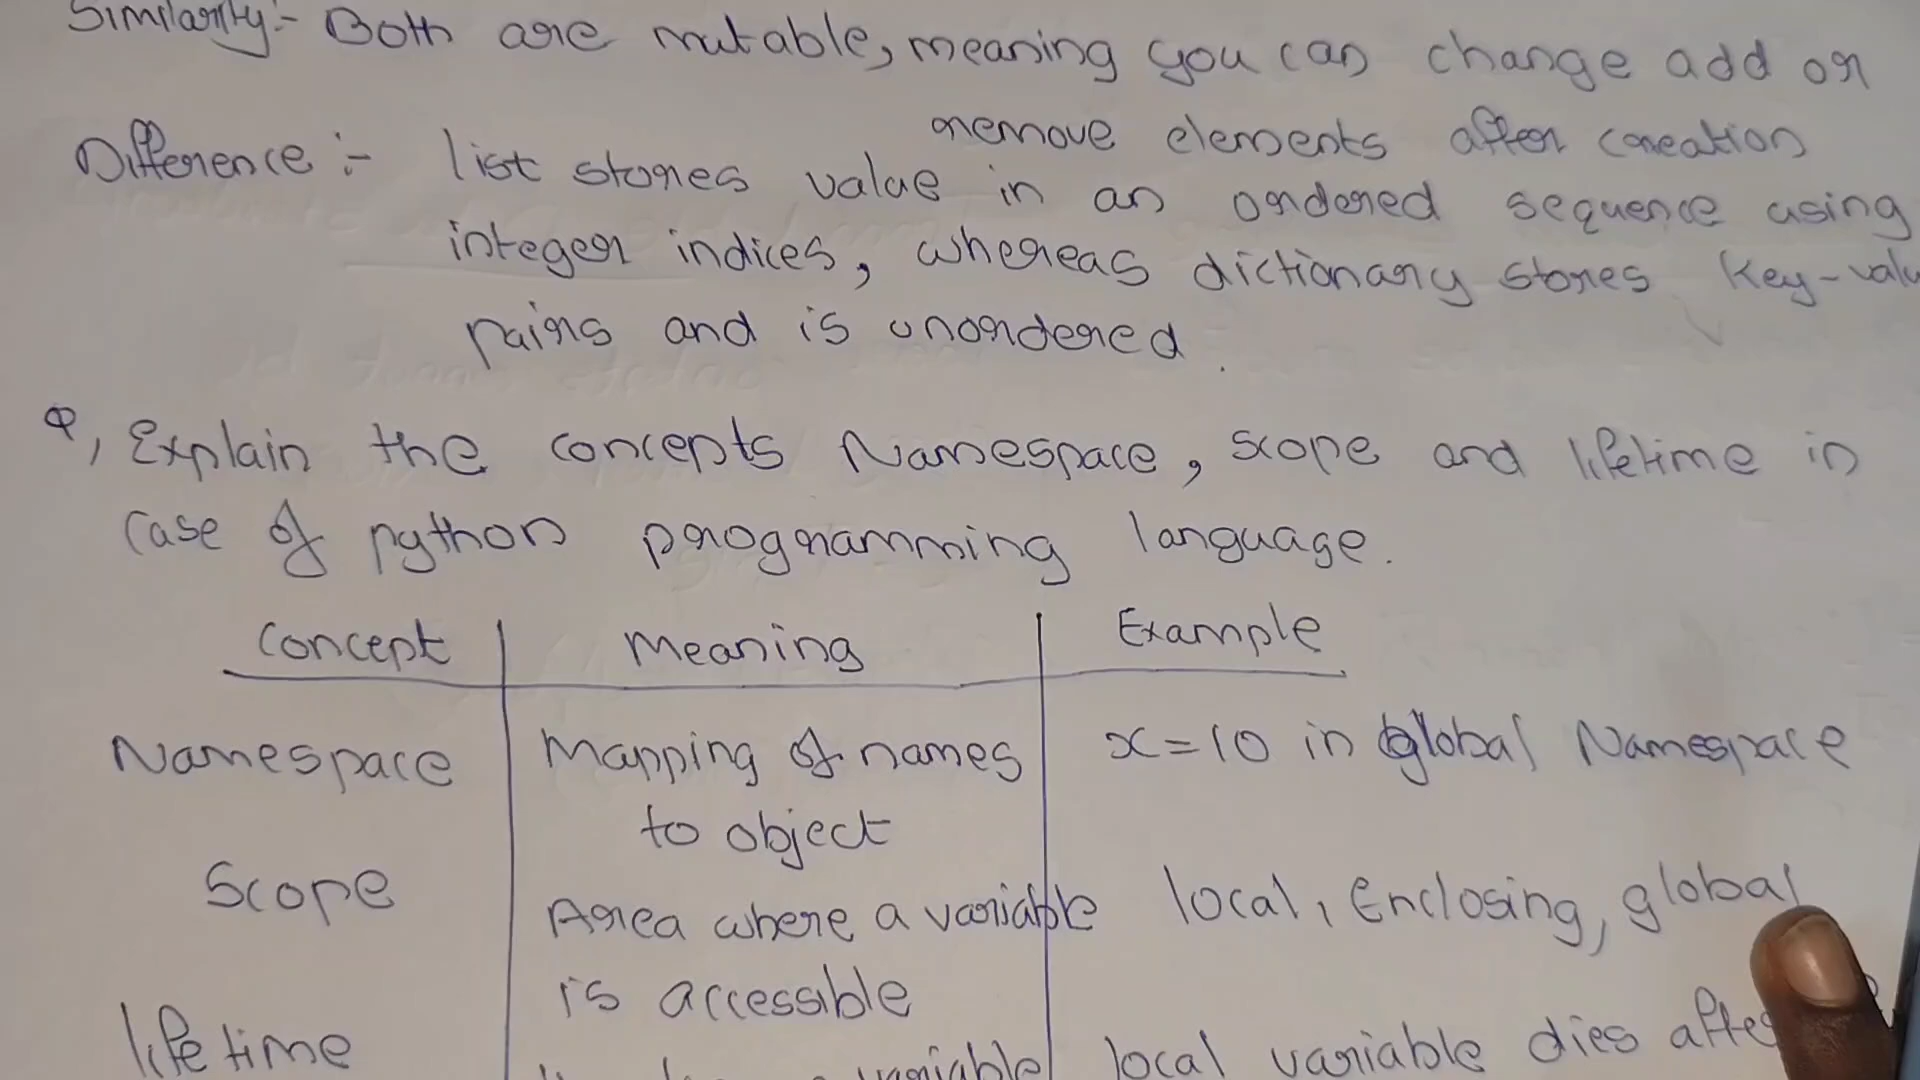 Similarity:- Both are mutable, meaning you can change add or
remove elements after creation
Difference :- list stores value in an ordered sequence using
integer indices, whereas dictionary stores Key-valu
pairs and is unordered.
Q, Explain the concepts Namespace, scope and lifetime in
case of python programming language.
Concept Meaning Example
Namespace Mapping of names x=10 in global Namespace
to object
Scope Area where a variable local, Enclosing, global
is accessible
lifetime variable local variable dies after